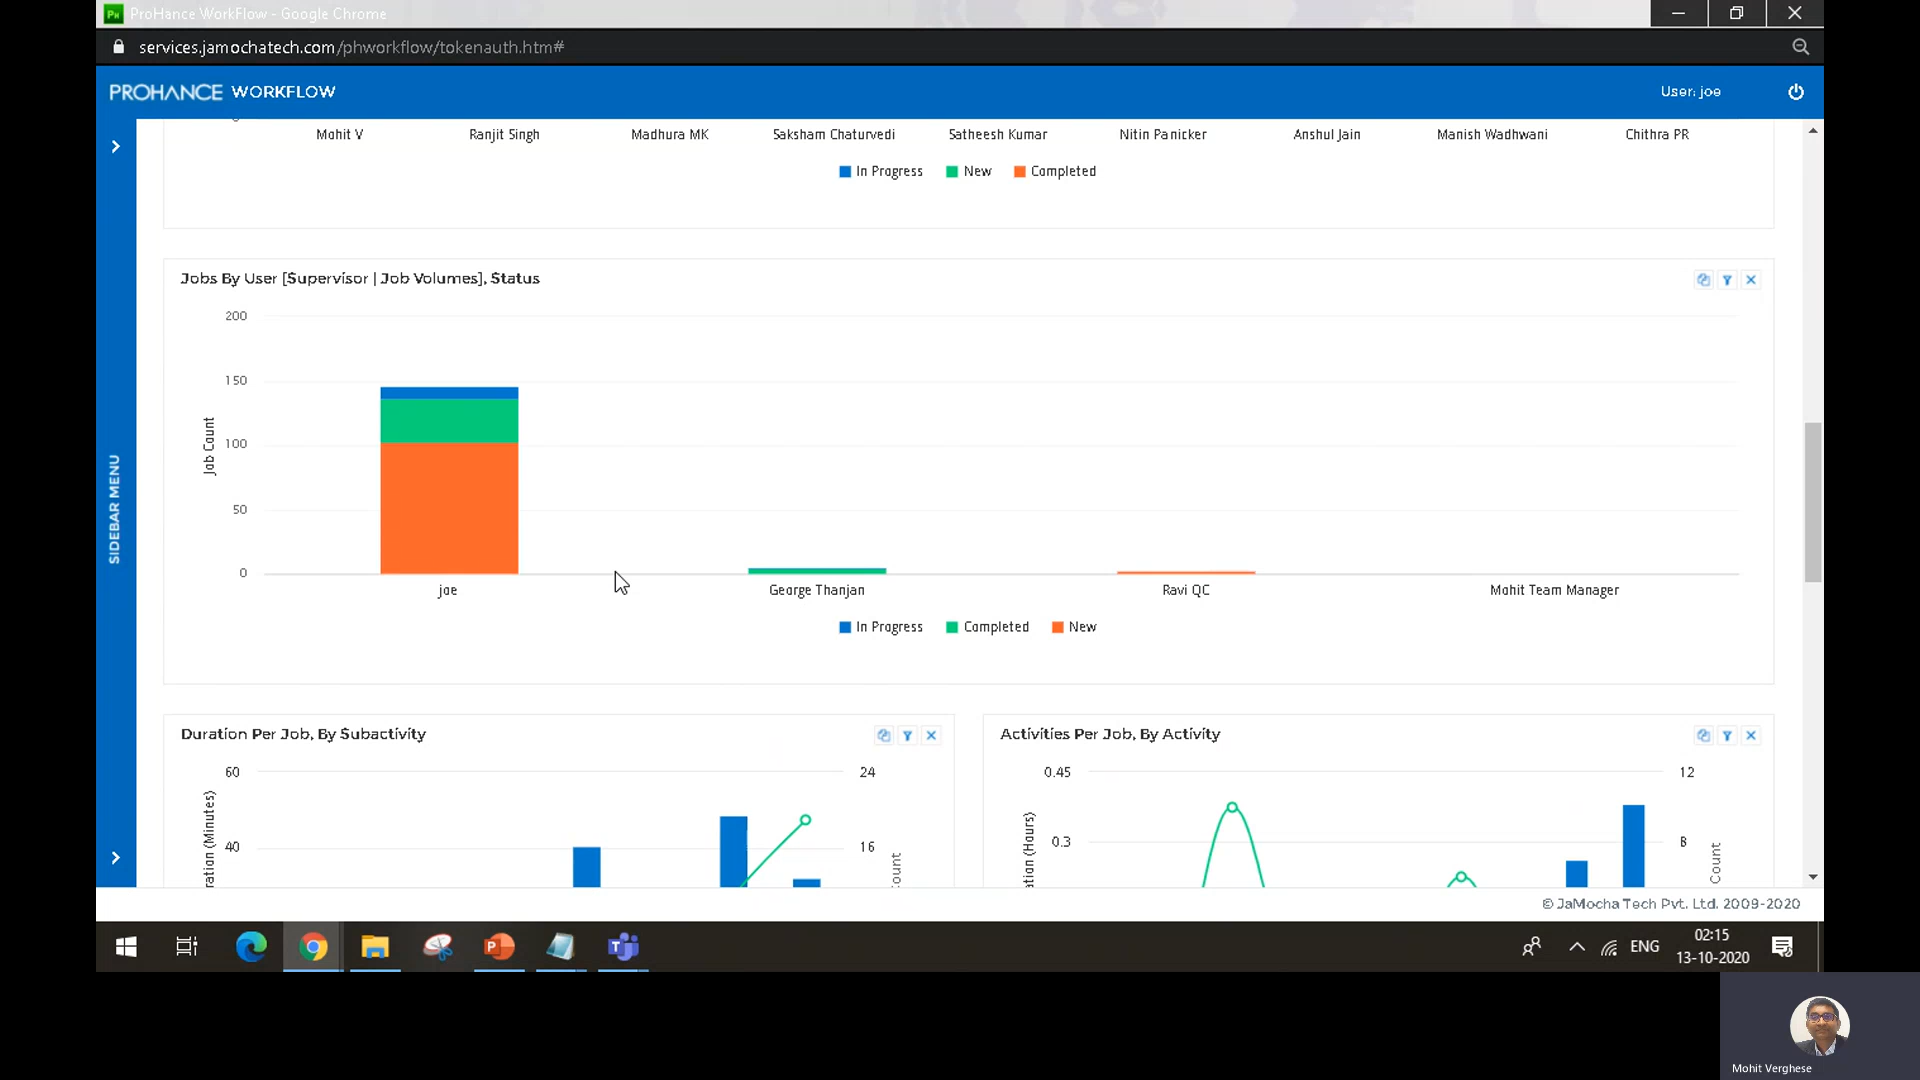 ProHance WorkFlow - Google Chrome
services.jamochatech.com/phworkflow/tokenauth.htm#
PROHANCE WORKFLOW
User: joe
Mohit V Ranjit Singh Madhura MK Saksham Chaturvedi Satheesh Kumar Nitin Panicker Anshul Jain Manish Wadhwani Chithra PR
In Progress New Completed
SIDEBAR MENU
Jobs By User [Supervisor | Job Volumes], Status
200
150
100
50
0
Job Count
joe George Thanjan Ravi QC Mohit Team Manager
In Progress Completed New
Duration Per Job, By Subactivity
60
40
ration (Minutes)
24
16
ount
Activities Per Job, By Activity
0.45
0.3
ation (Hours)
12
8
Count
© JaMocha Tech Pvt. Ltd. 2009-2020
ENG
02:15
13-10-2020
Mohit Verghese